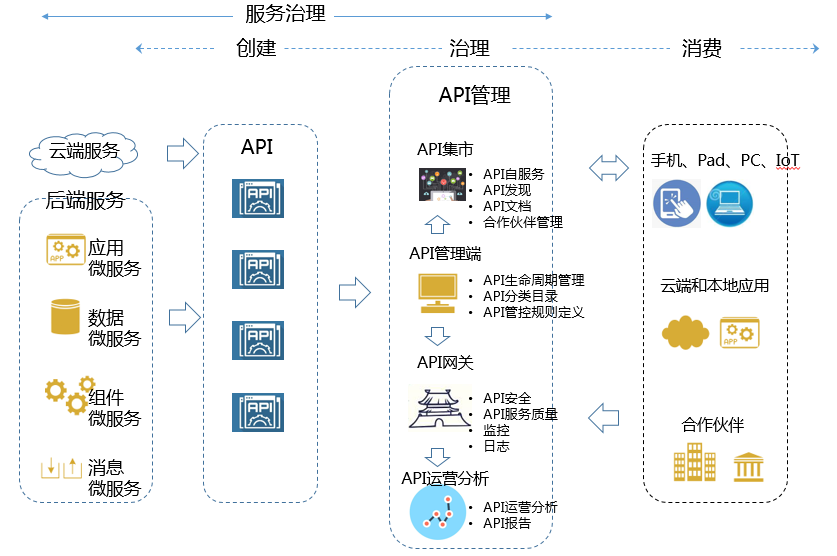 服务治理
创建
治理
消费
云端服务
后端服务
APP
应用
微服务
数据
微服务
组件
微服务
消息
微服务
API
API
API
API
API
API管理
API集市
• API自服务
• API发现
• API文档
• 合作伙伴管理
API管理端
• API生命周期管理
• API分类目录
• API管控规则定义
API网关
• API安全
• API服务质量
• 监控
• 日志
API运营分析
• API运营分析
• API报告
手机、Pad、PC、IoT
云端和本地应用
APP
合作伙伴